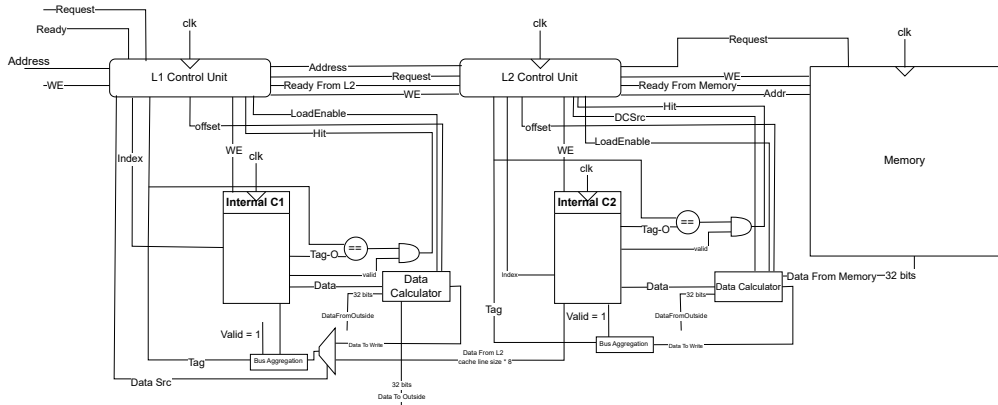 Request
Ready
Address
WE
clk
L1 Control Unit
Address
Request
Ready From L2
WE
clk
L2 Control Unit
Request
WE
Ready From Memory
Addr
clk
Memory
LoadEnable
offset
Hit
Index
WE
clk
Internal C1
==
Tag-O
valid
Data
Data
Calculator
32 bits
DataFromOutside
Valid = 1
Tag
Bus Aggregation
Data To Write
Data Src
Data From L2
cache line size * 8
32 bits
Data To Outside
Hit
DCSrc
offset
LoadEnable
WE
clk
Internal C2
==
Tag-O
valid
Index
Data
Data Calculator
Data From Memory
32 bits
32 bits
DataFromOutside
Tag
Valid = 1
Bus Aggregation
Data To Write